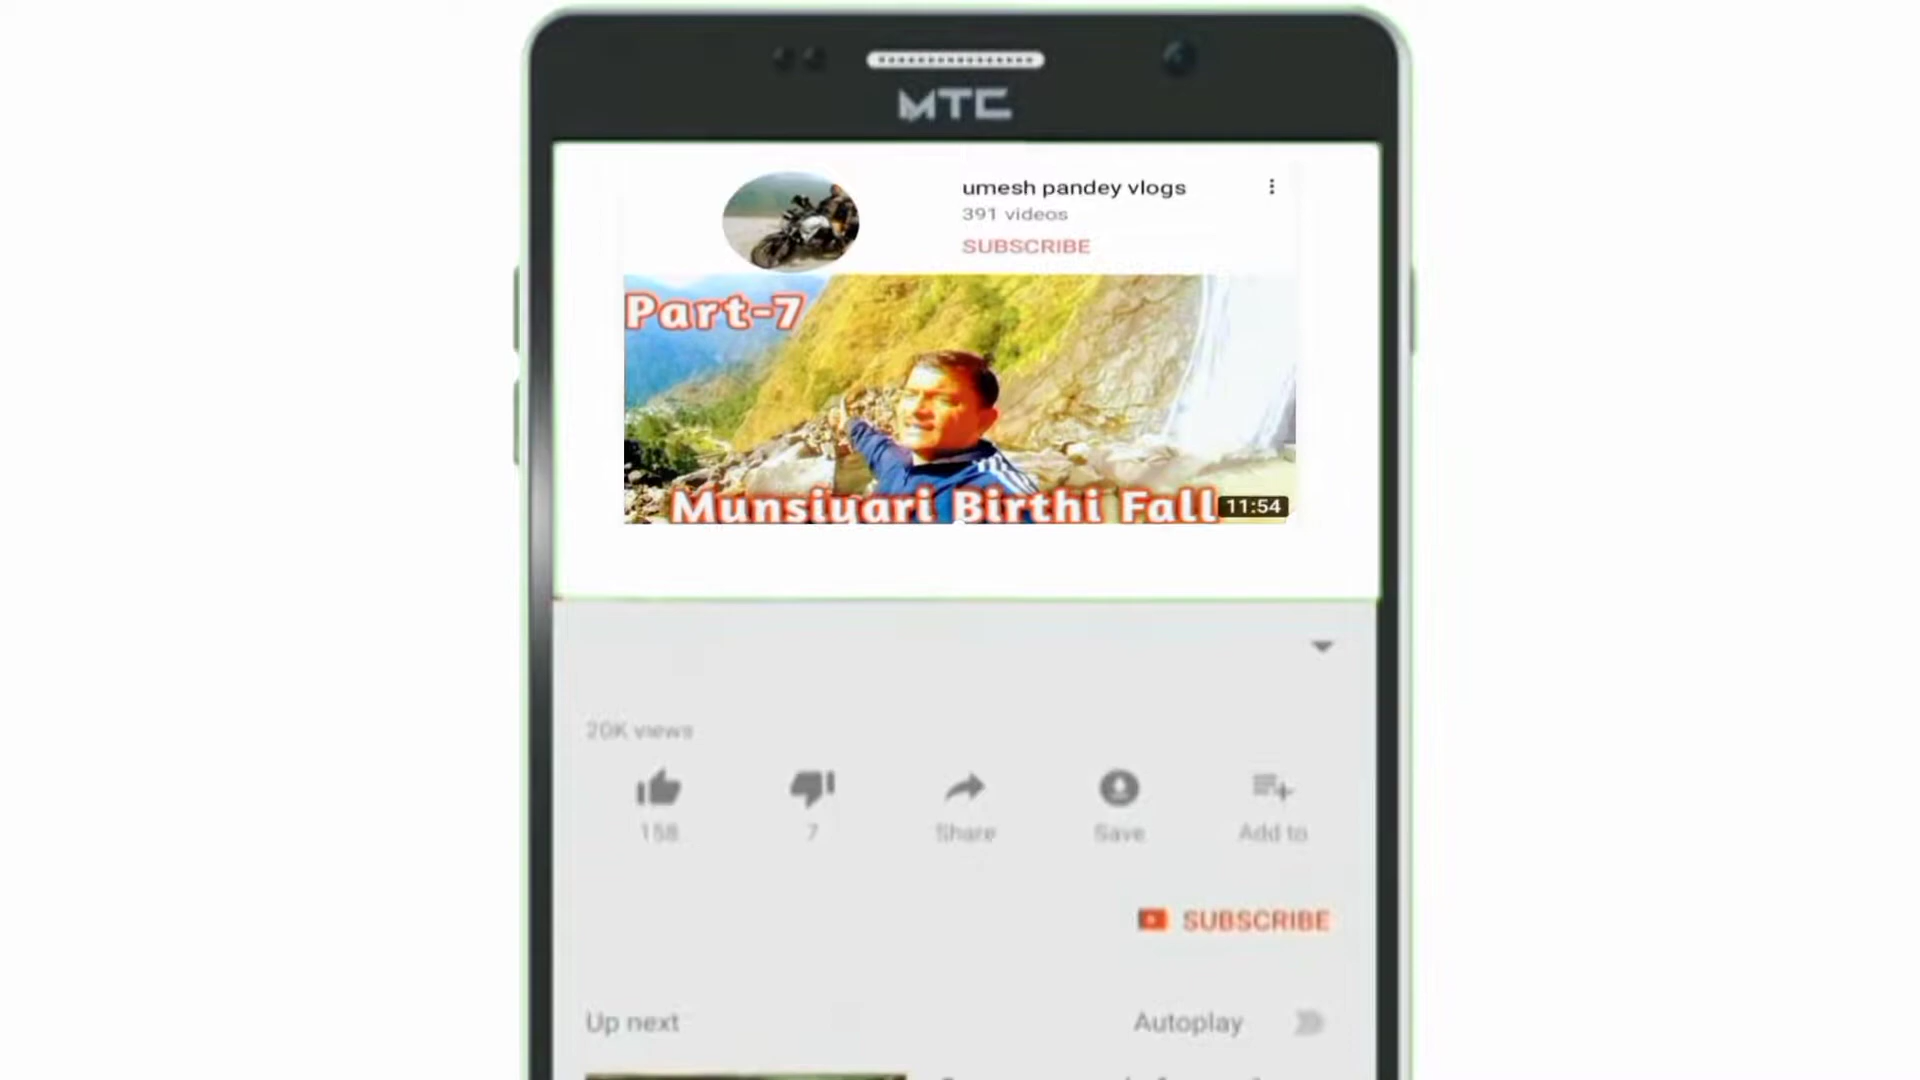 MTC
umesh pandey vlogs
391 videos
SUBSCRIBE
Part-7
Munsiyari Birthi Fall
11:54
20K views
158
7
Share
Save
Add to
SUBSCRIBE
Up next
Autoplay